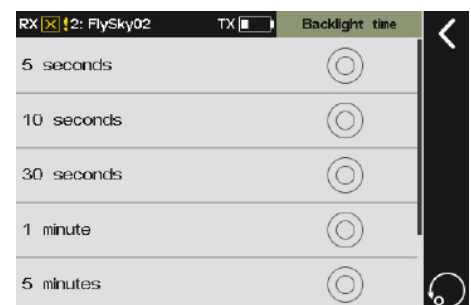 RX !2: FlySky02 TX Backlight time
5 seconds
10 seconds
30 seconds
1 minute
5 minutes